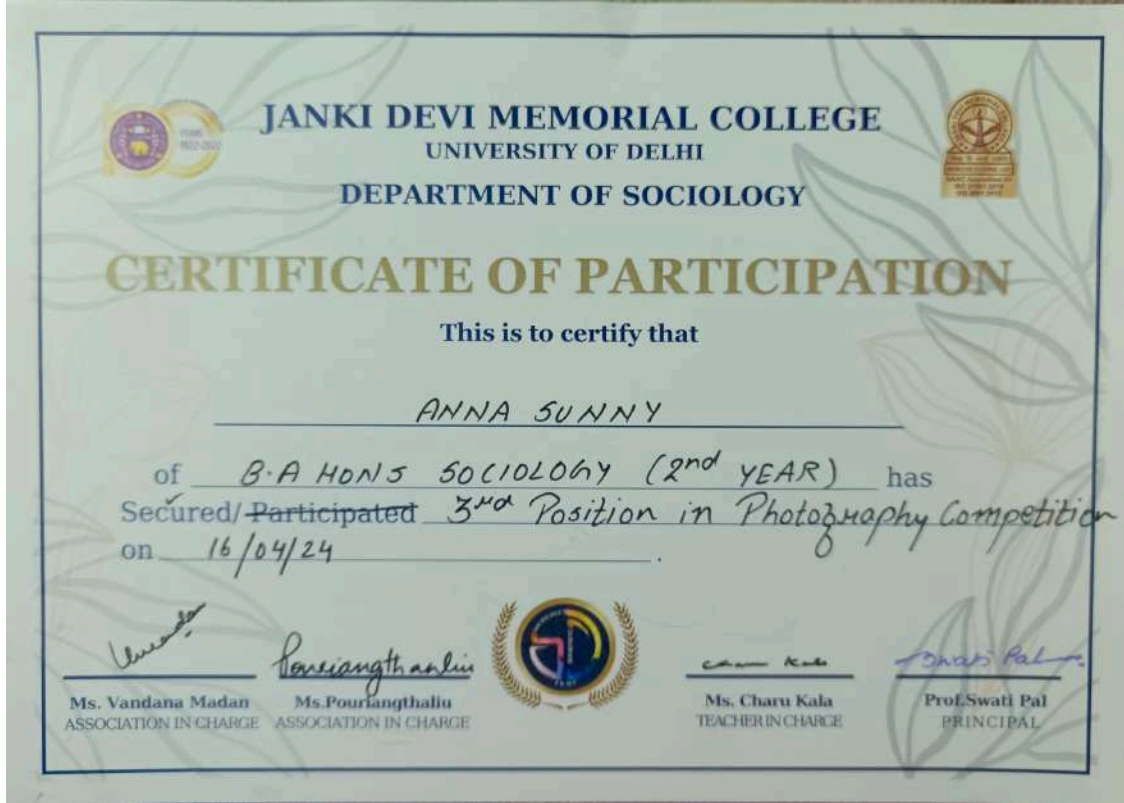 YEARS
1922-2022
JANKI DEVI MEMORIAL COLLEGE
UNIVERSITY OF DELHI
DEPARTMENT OF SOCIOLOGY
CERTIFICATE OF PARTICIPATION
This is to certify that
ANNA SUNNY
of B.A HONS SOCIOLOGY (2nd YEAR) has
Secured/Participated 3rd Position in Photography Competition
on 16/04/24.
Ms. Vandana Madan Ms.Pouriangthaliu Ms. Charu Kala Prof.Swati Pal
ASSOCIATION IN CHARGE ASSOCIATION IN CHARGE TEACHER IN CHARGE PRINCIPAL